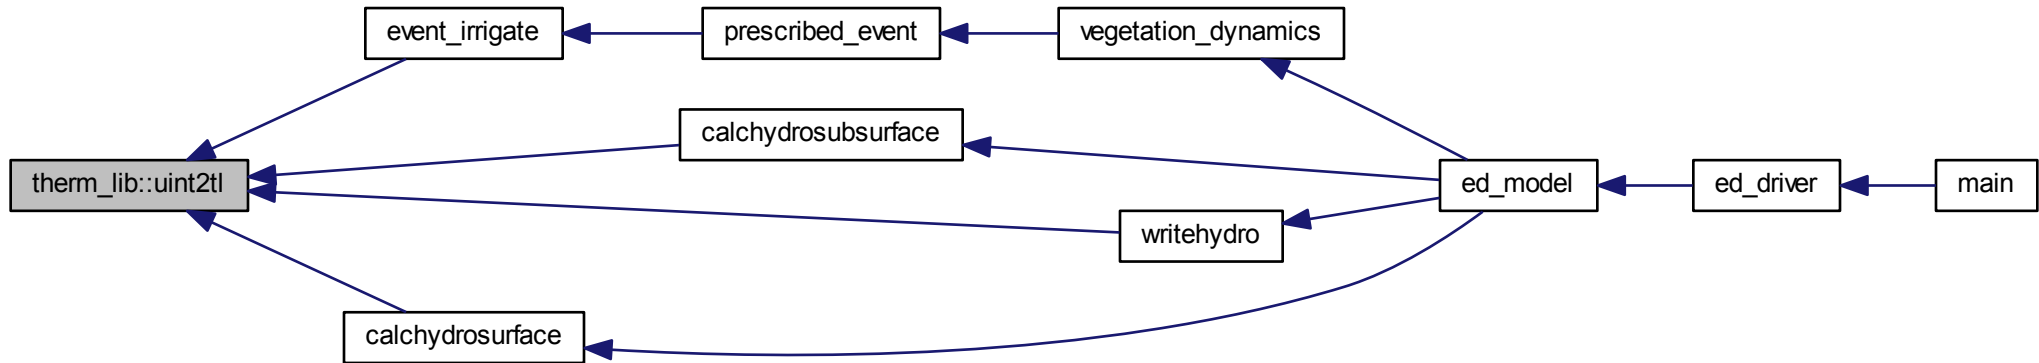 event_irrigate
prescribed_event
vegetation_dynamics
calchydrosubsurface
therm_lib::uint2tl
ed_model
ed_driver
main
writehydro
calchydrosurface